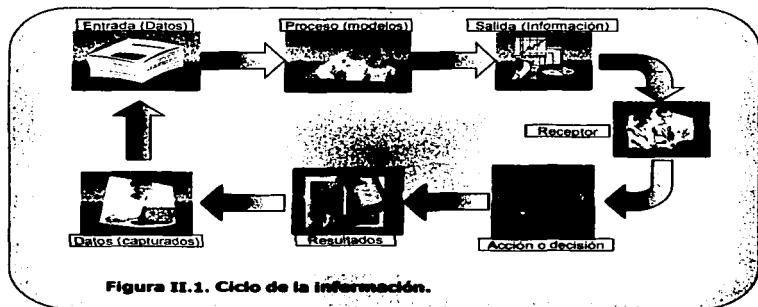 Entrada (Datos)
Proceso (modelos)
Salida (Información)
Receptor
Datos (capturados)
Resultados
Acción o decisión
Figura II.1. Ciclo de la información.